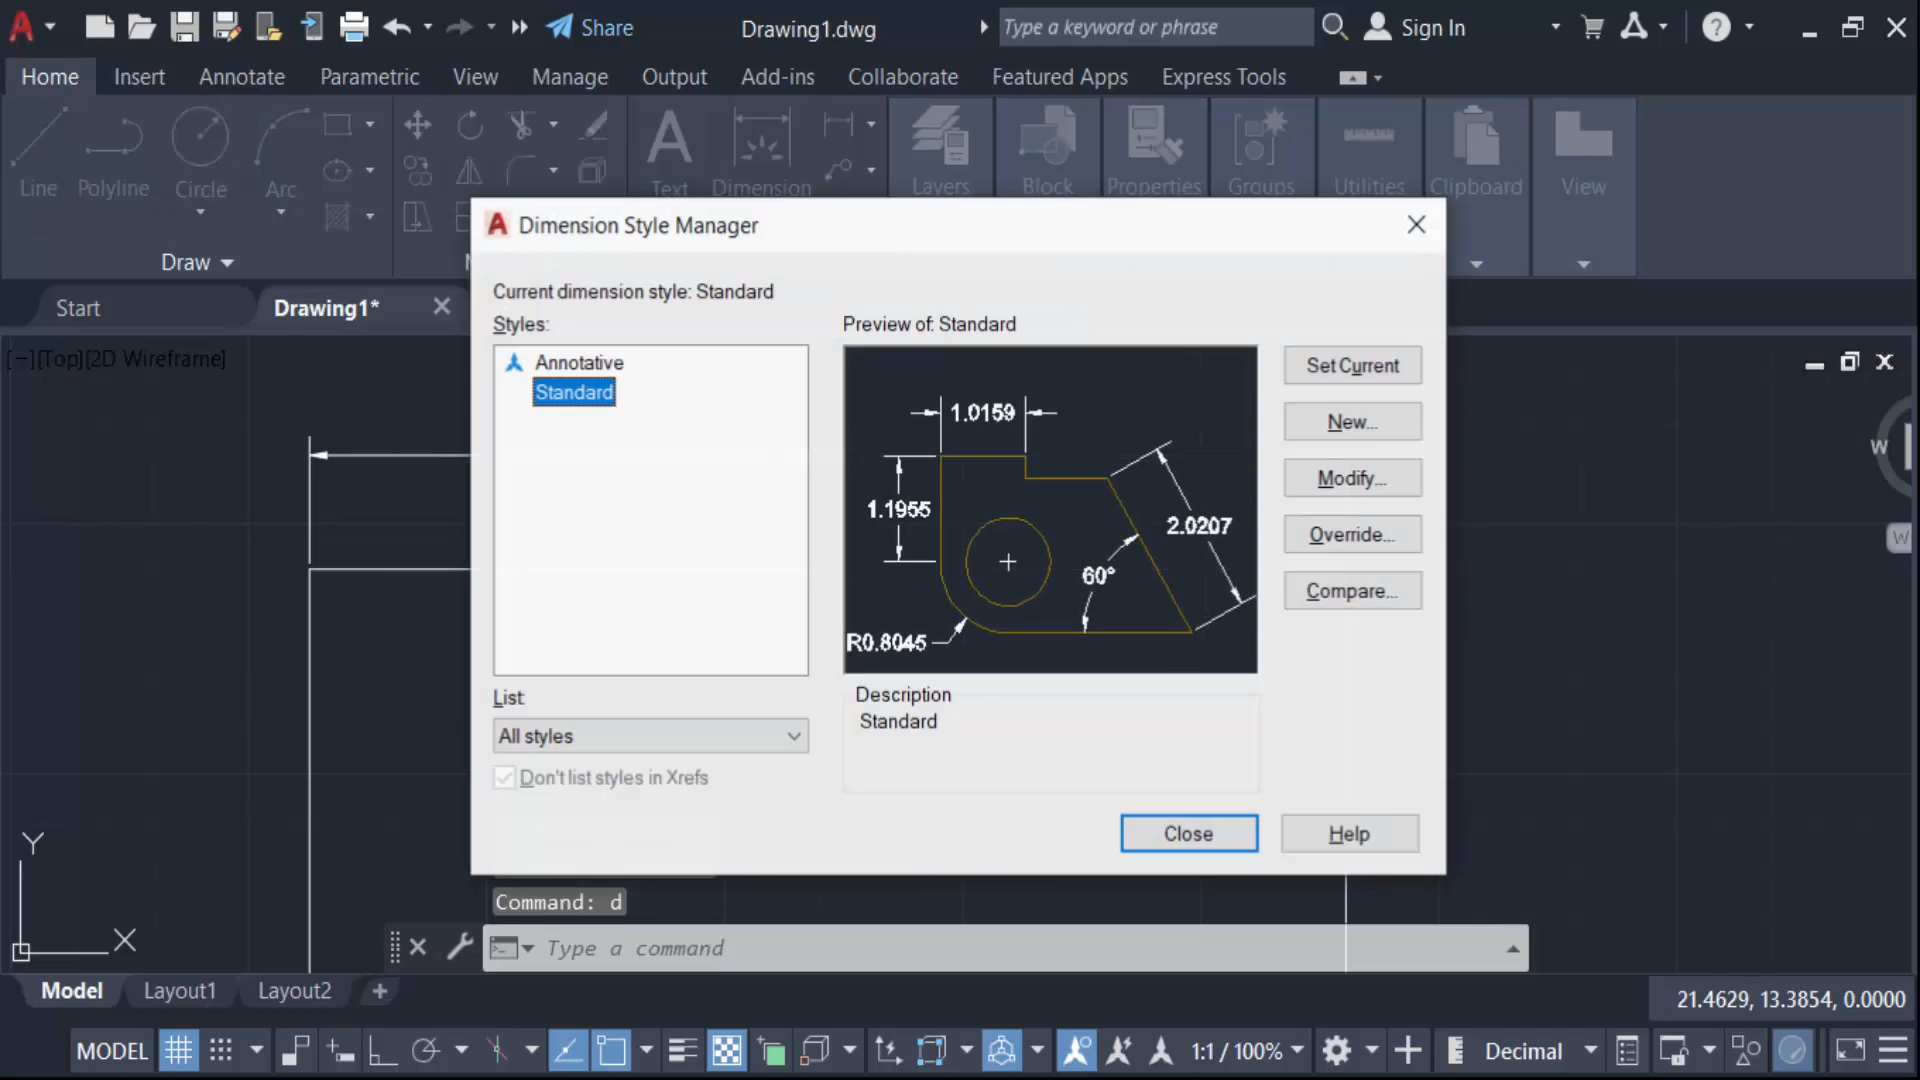 Share
Drawing1.dwg
Type a keyword or phrase
Sign In
Home
Insert
Annotate
Parametric
View
Manage
Output
Add-ins
Collaborate
Featured Apps
Express Tools
Line
Polyline
Circle
Arc
Text
Dimension
Layers
Block
Properties
Groups
Utilities
Clipboard
View
Draw
Start
Drawing1*
[−][Top][2D Wireframe]
Dimension Style Manager
Current dimension style: Standard
Styles:
Annotative
Standard
Preview of: Standard
1.0159
1.1955
2.0207
60°
R0.8045
Set Current
New...
Modify...
Override...
Compare...
List:
All styles
Don't list styles in Xrefs
Description
Standard
Close
Help
W
W
Y
X
Command: d
Type a command
Model
Layout1
Layout2
21.4629, 13.3854, 0.0000
MODEL
1:1 / 100%
Decimal